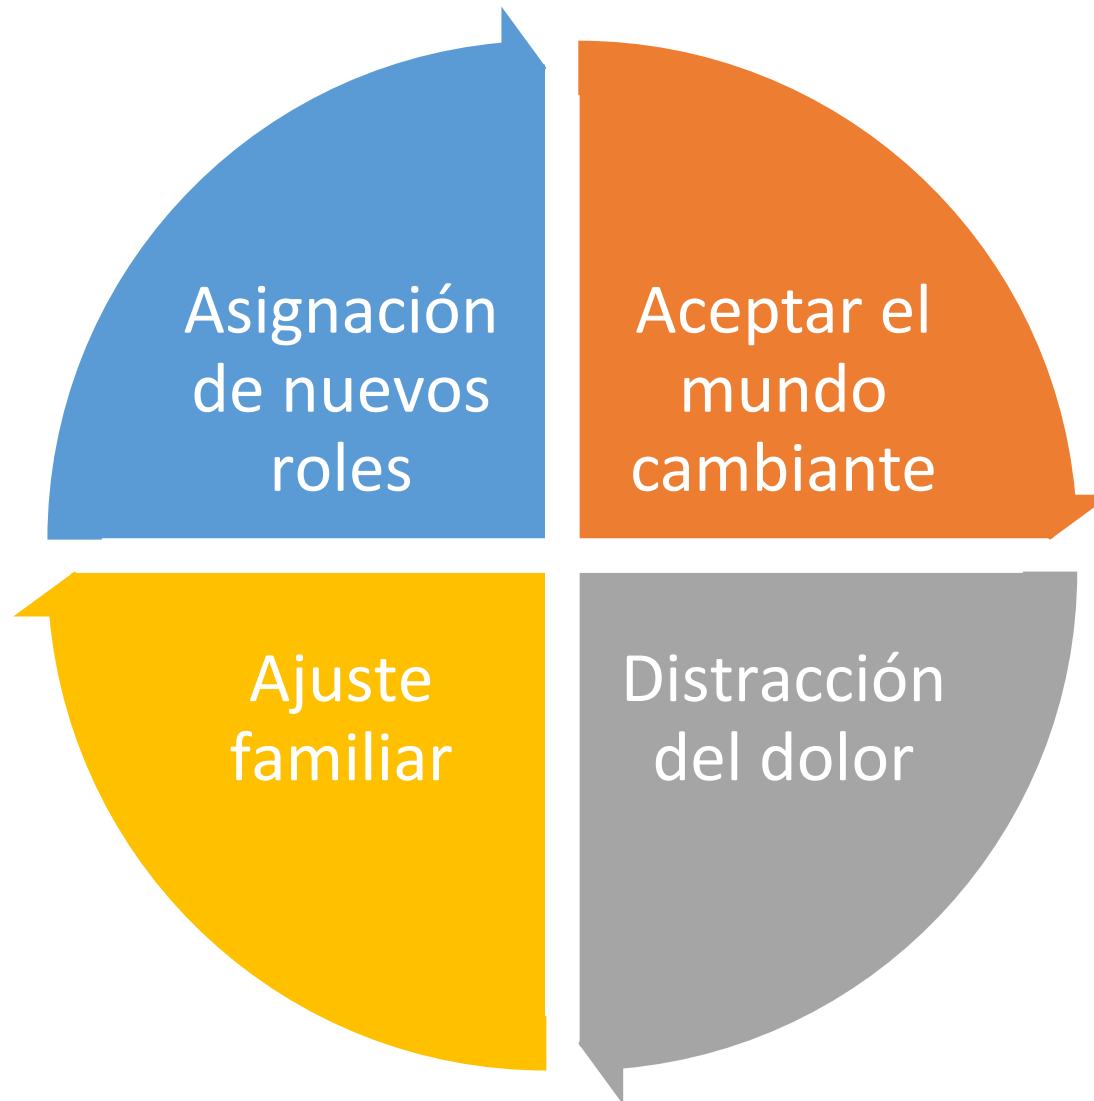 Asignación
de nuevos
roles
Aceptar el
mundo
cambiante
Ajuste
familiar
Distracción
del dolor